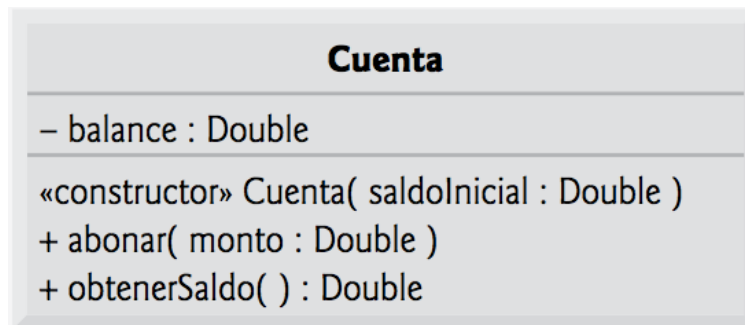 Cuenta
– balance : Double
«constructor» Cuenta( saldoInicial : Double )
+ abonar( monto : Double )
+ obtenerSaldo( ) : Double